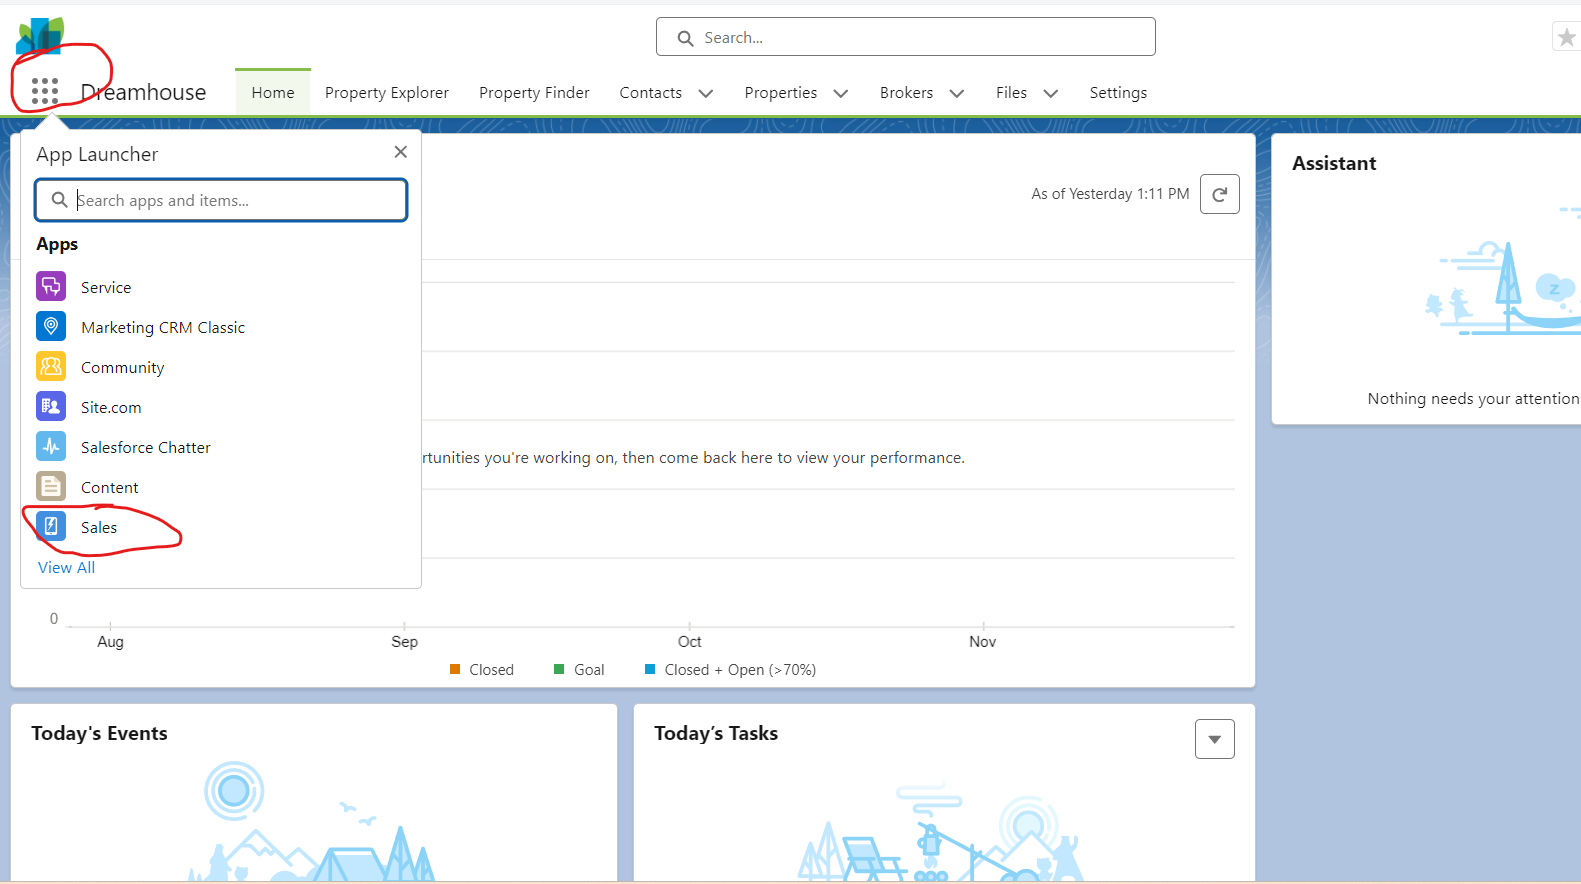 Search...
Dreamhouse
Home
Property Explorer
Property Finder
Contacts
Properties
Brokers
Files
Settings
App Launcher
Search apps and items...
Apps
Service
Marketing CRM Classic
Community
Site.com
Salesforce Chatter
Content
Sales
View All
As of Yesterday 1:11 PM
rtunities you're working on, then come back here to view your performance.
0
Aug Sep Oct Nov
Closed Goal Closed + Open (>70%)
Assistant
z
Nothing needs your attention
Today's Events
Today’s Tasks